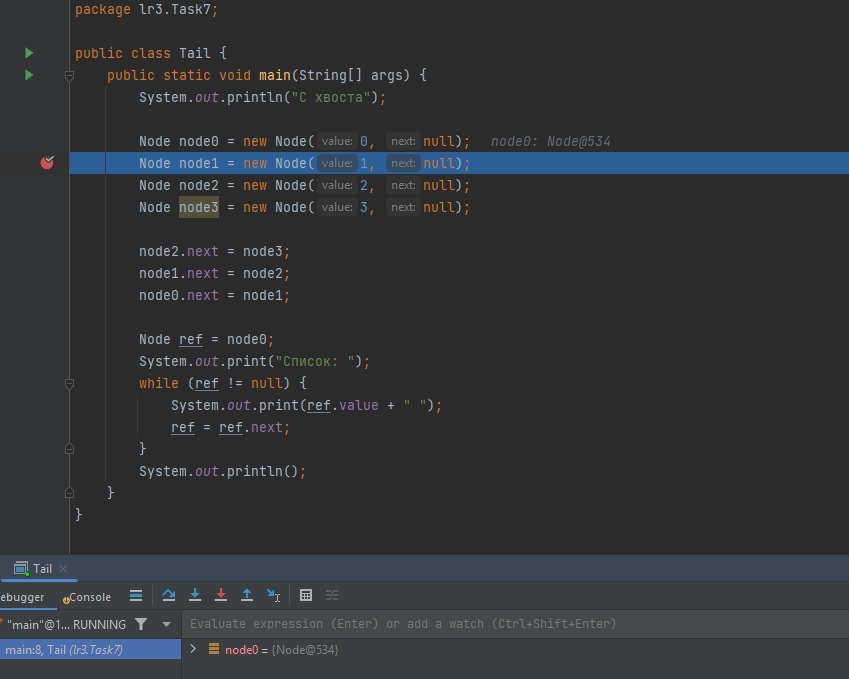 package lr3.Task7;
public class Tail {
public static void main(String[] args) {
System.out.println("С хвоста");
Node node0 = new Node( value: 0, next: null); node0: Node@534
Node node1 = new Node( value: 1, next: null);
Node node2 = new Node( value: 2, next: null);
Node node3 = new Node( value: 3, next: null);
node2.next = node3;
node1.next = node2;
node0.next = node1;
Node ref = node0;
System.out.print("Список: ");
while (ref != null) {
System.out.print(ref.value + " ");
ref = ref.next;
}
System.out.println();
}
}
Tail
ebugger Console
"main"@1... RUNNING Evaluate expression (Enter) or add a watch (Ctrl+Shift+Enter)
main:8, Tail (lr3.Task7) node0 = {Node@534}